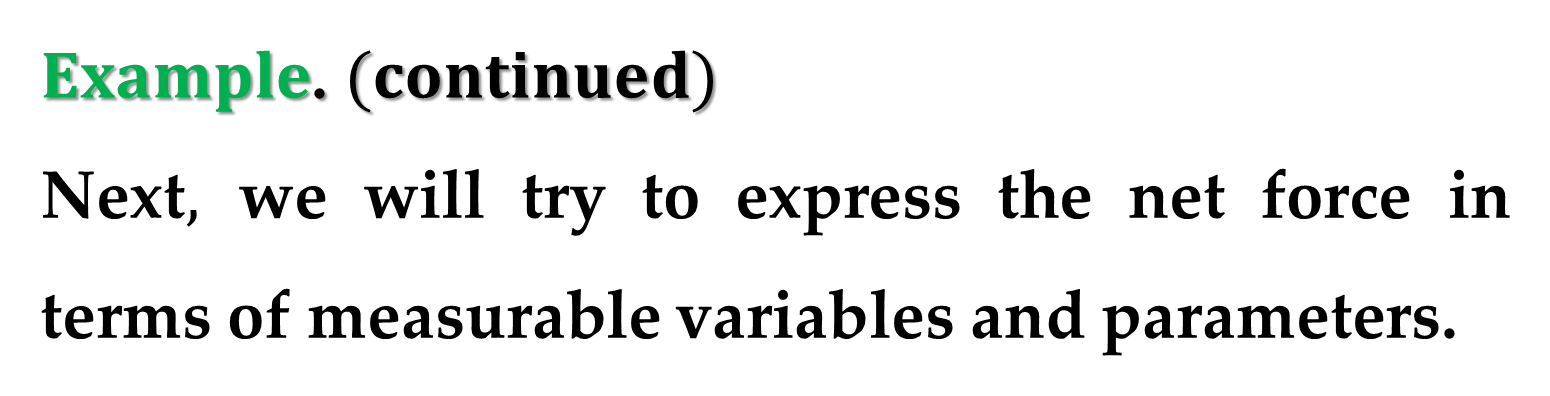 Example. (continued)
Next, we will try to express the net force in
terms of measurable variables and parameters.